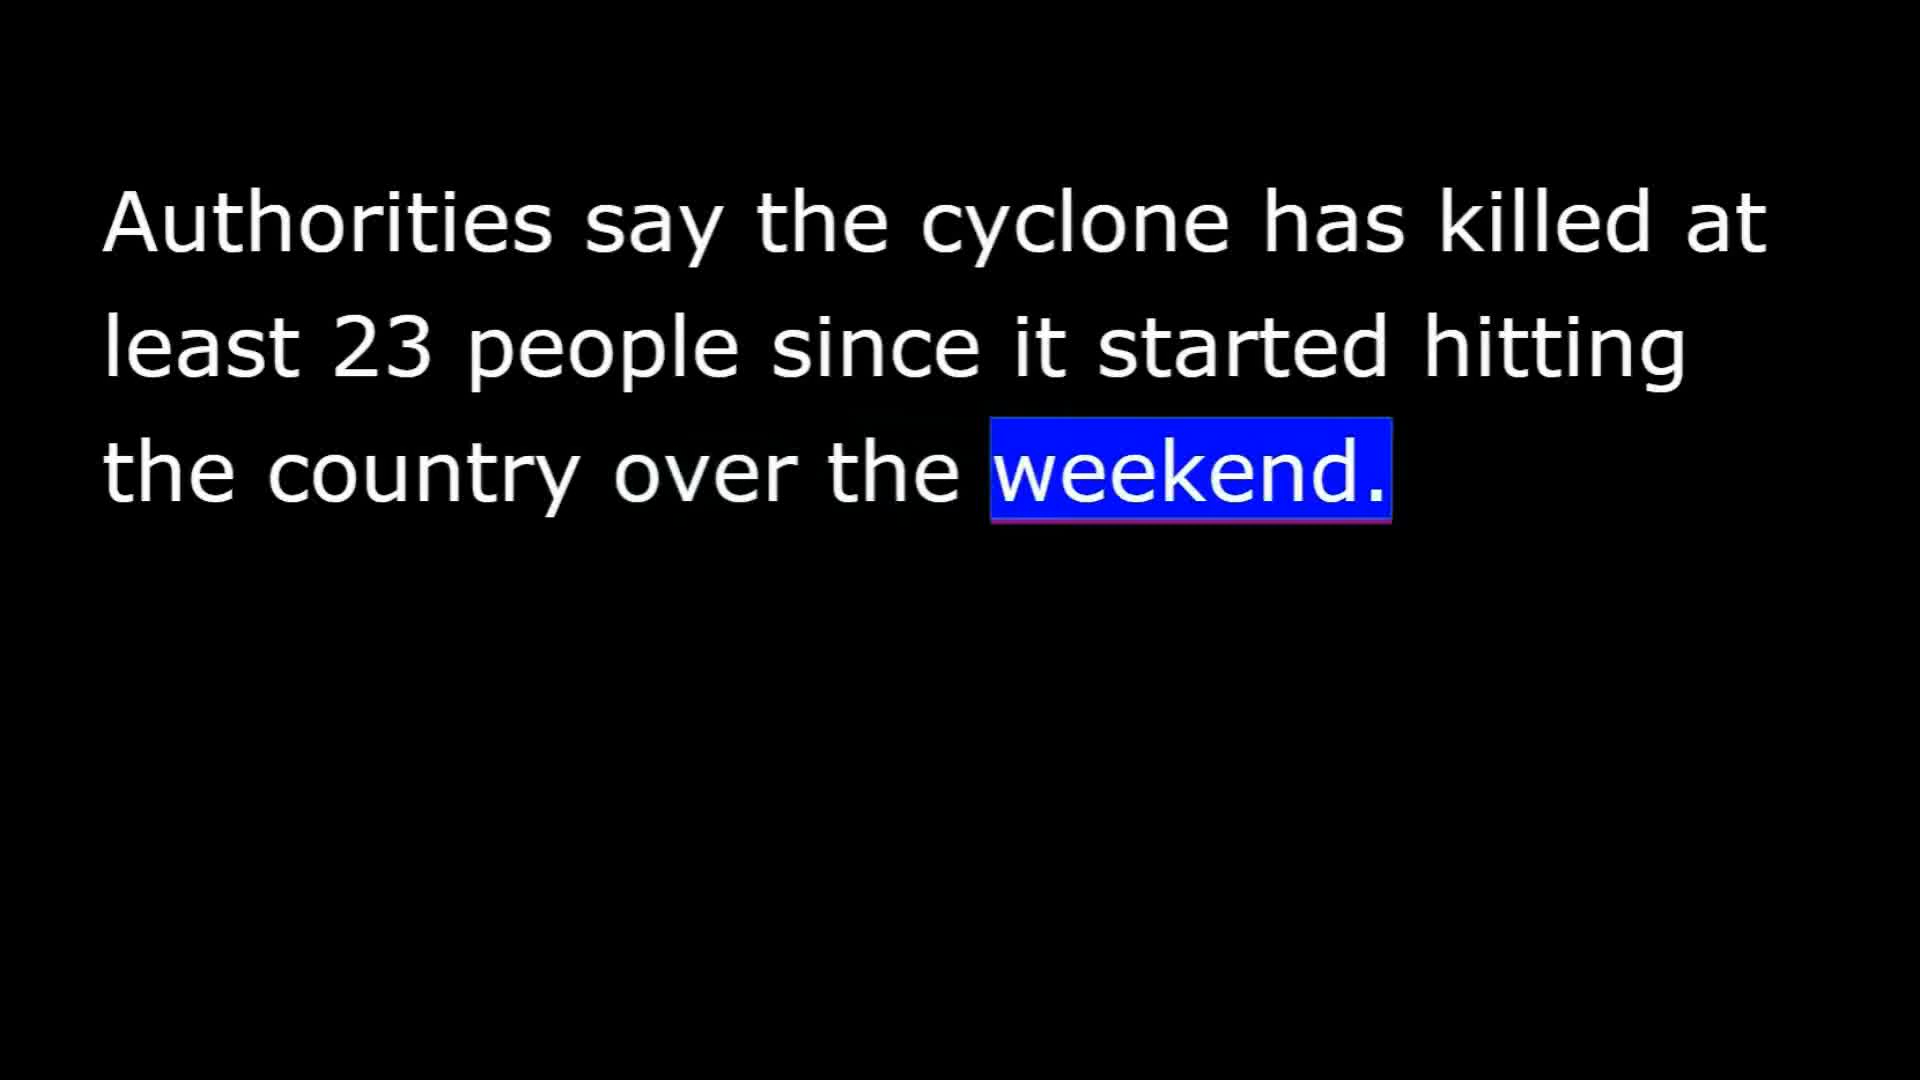 Authorities say the cyclone has killed at
least 23 people since it started hitting
the country over the weekend.